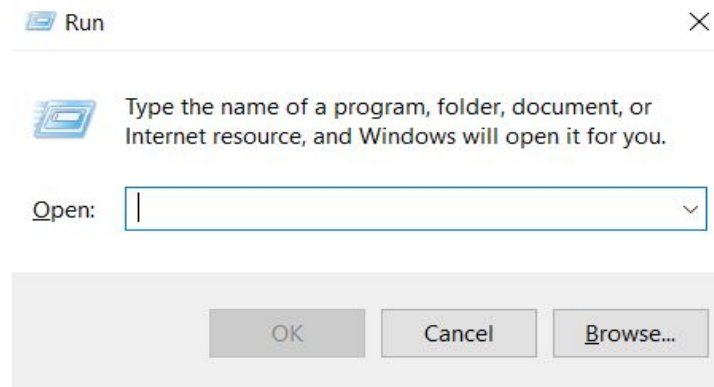 Run
Type the name of a program, folder, document, or
Internet resource, and Windows will open it for you.
Open:
OK Cancel Browse...